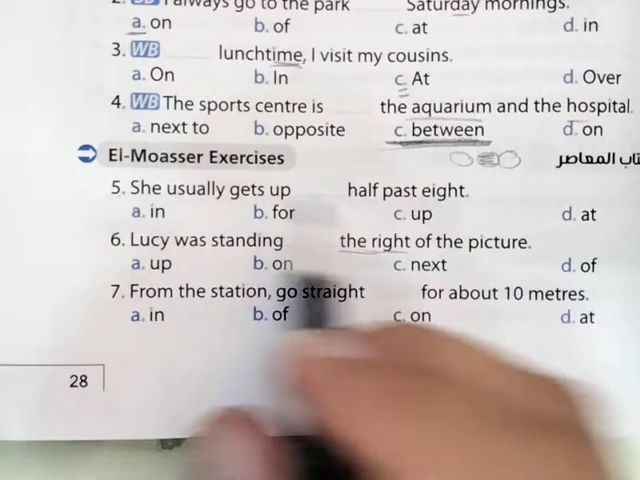 always go to the park Saturday mornings.
a. on b. of c. at d. in
3. WB lunchtime, I visit my cousins.
a. On b. In c. At d. Over
4. WB The sports centre is the aquarium and the hospital.
a. next to b. opposite c. between d. on
El-Moasser Exercises المعاصر
5. She usually gets up half past eight.
a. in b. for c. up d. at
6. Lucy was standing the right of the picture.
a. up b. on c. next d. of
7. From the station, go straight for about 10 metres.
a. in b. of c. on d. at
28